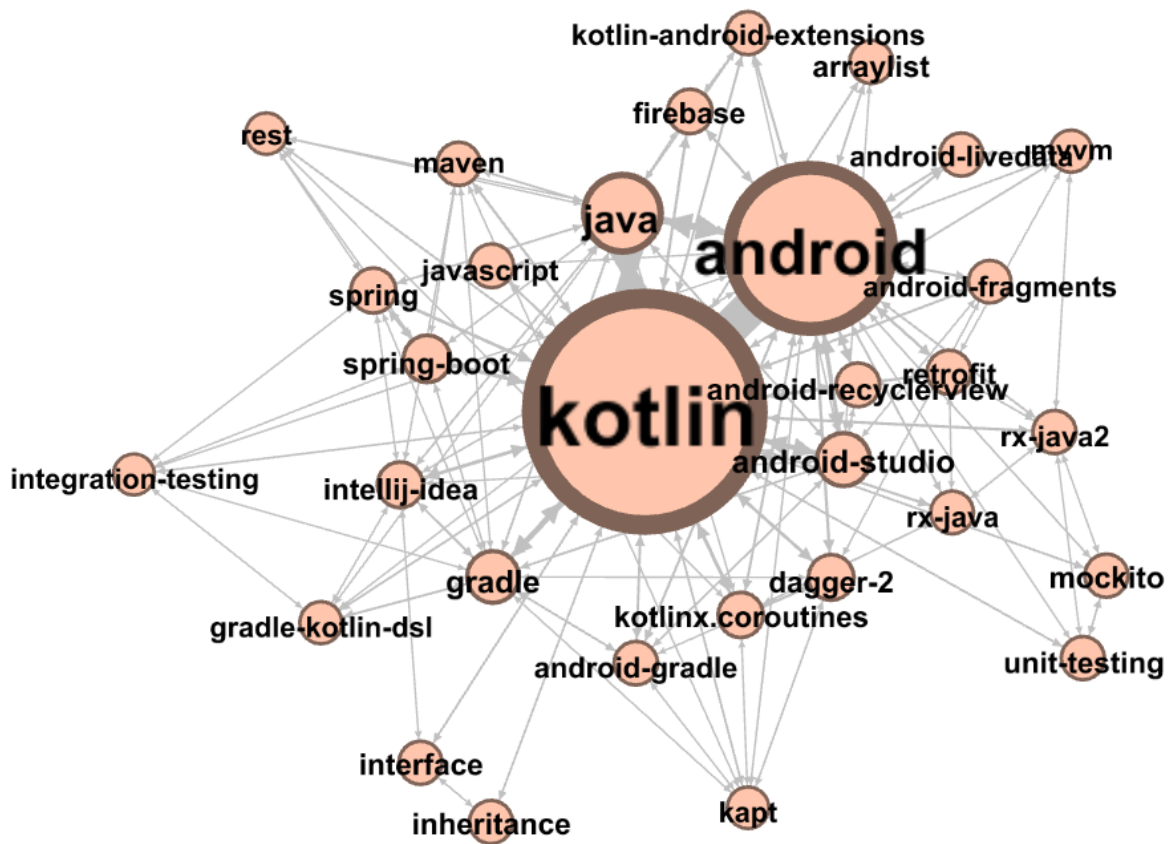 kotlin-android-extensions
arraylist
firebase
rest
maven
android-livedata
mvvm
java
android
javascript
spring
android-fragments
spring-boot
retrofit
android-recyclerview
kotlin
rx-java2
android-studio
integration-testing
intellij-idea
rx-java
gradle
dagger-2
mockito
kotlinx.coroutines
gradle-kotlin-dsl
android-gradle
unit-testing
interface
kapt
inheritance